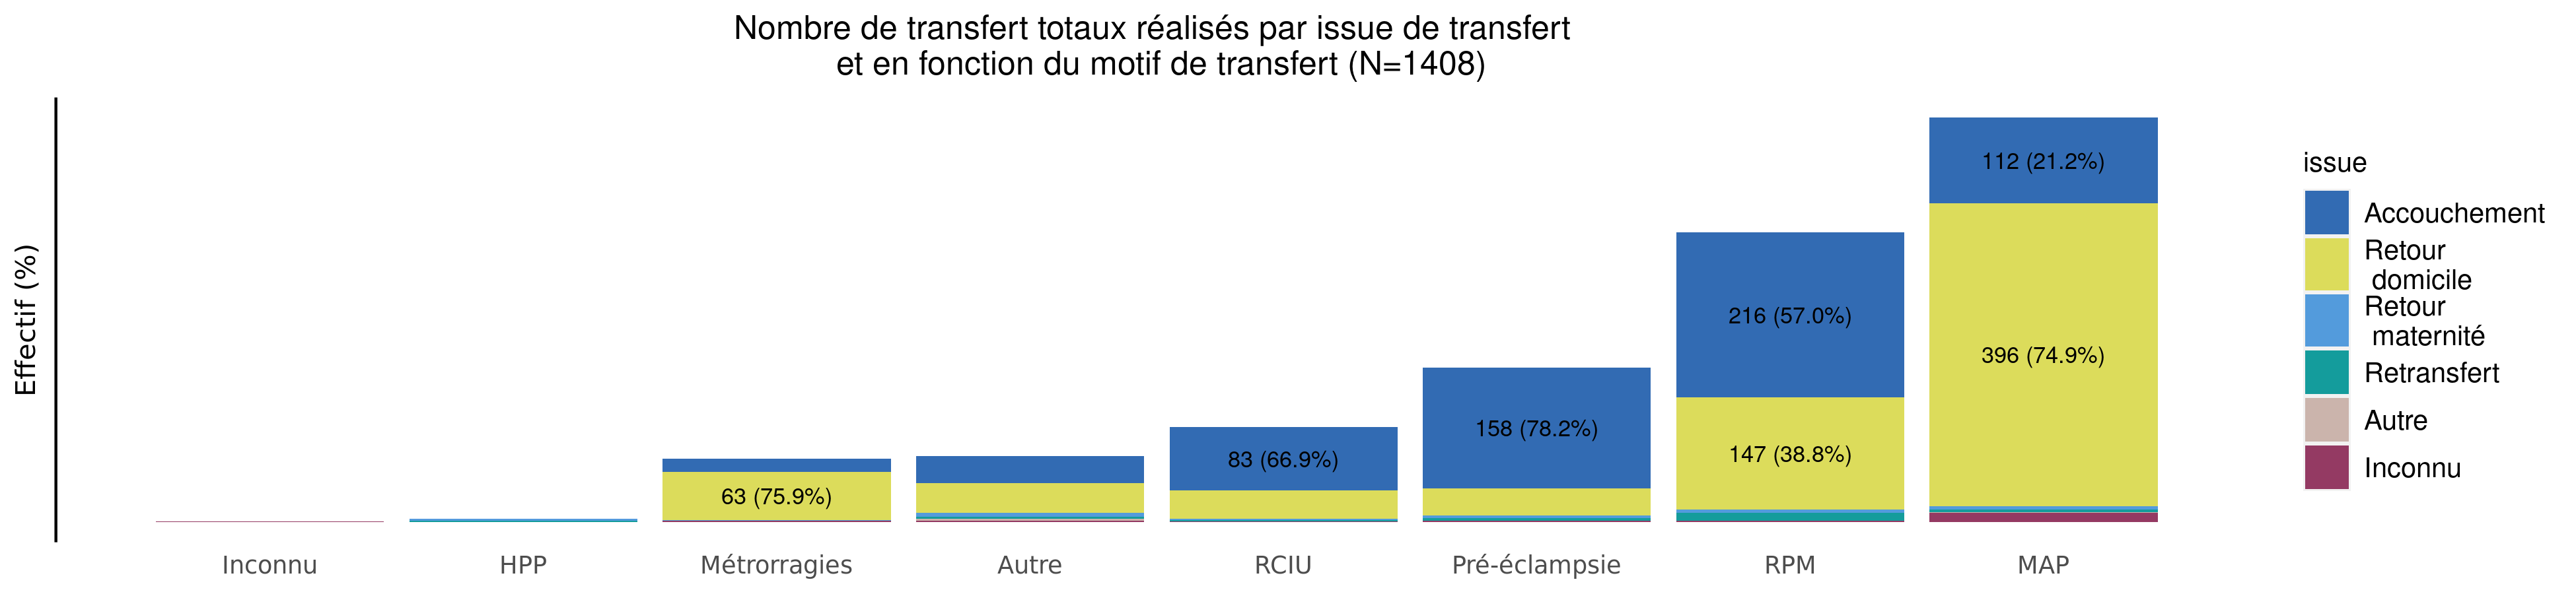 Nombre de transfert totaux réalisés par issue de transfert
et en fonction du motif de transfert (N=1408)
Effectif (%)
63 (75.9%)
83 (66.9%)
158 (78.2%)
216 (57.0%)
147 (38.8%)
112 (21.2%)
396 (74.9%)
Inconnu
HPP
Métrorragies
Autre
RCIU
Pré-éclampsie
RPM
MAP
issue
Accouchement
Retour
domicile
Retour
maternité
Retransfert
Autre
Inconnu